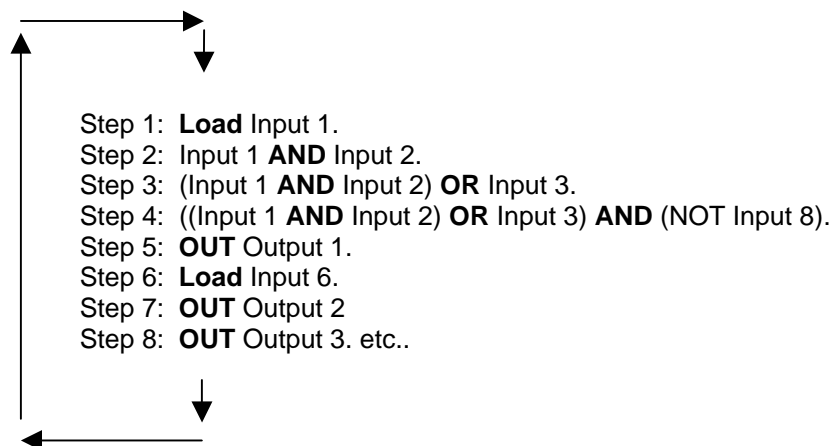 Step 1: Load Input 1.
Step 2: Input 1 AND Input 2.
Step 3: (Input 1 AND Input 2) OR Input 3.
Step 4: ((Input 1 AND Input 2) OR Input 3) AND (NOT Input 8).
Step 5: OUT Output 1.
Step 6: Load Input 6.
Step 7: OUT Output 2
Step 8: OUT Output 3. etc..